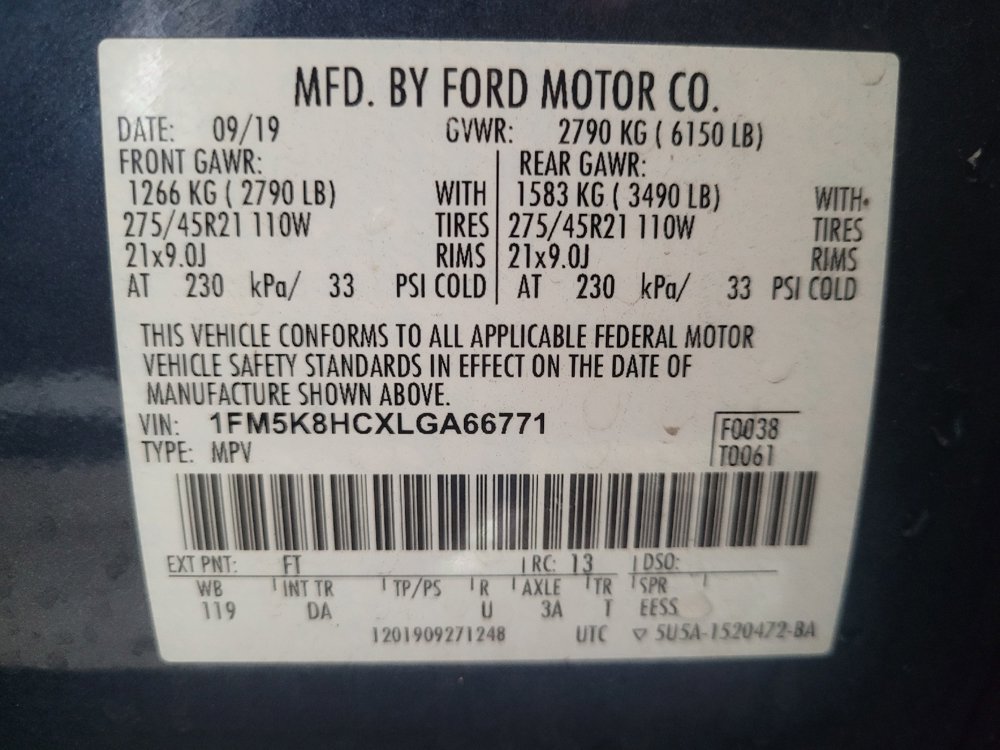 MFD. BY FORD MOTOR CO.
DATE: 09/19 GVWR: 2790 KG ( 6150 LB)
FRONT GAWR: REAR GAWR:
1266 KG ( 2790 LB) WITH 1583 KG ( 3490 LB) WITH
275/45R21 110W TIRES 275/45R21 110W TIRES
21x9.0J RIMS 21x9.0J RIMS
AT 230 kPa/ 33 PSI COLD AT 230 kPa/ 33 PSI COLD
THIS VEHICLE CONFORMS TO ALL APPLICABLE FEDERAL MOTOR
VEHICLE SAFETY STANDARDS IN EFFECT ON THE DATE OF
MANUFACTURE SHOWN ABOVE.
VIN: 1FM5K8HCXLGA66771 F0038
TYPE: MPV T0061
EXT PNT: FT RC: 13 DSO:
WB INT TR TP/PS R AXLE TR SPR
119 DA U 3A T EESS
1201909271248 UTC ▽ 5U5A-1520472-BA